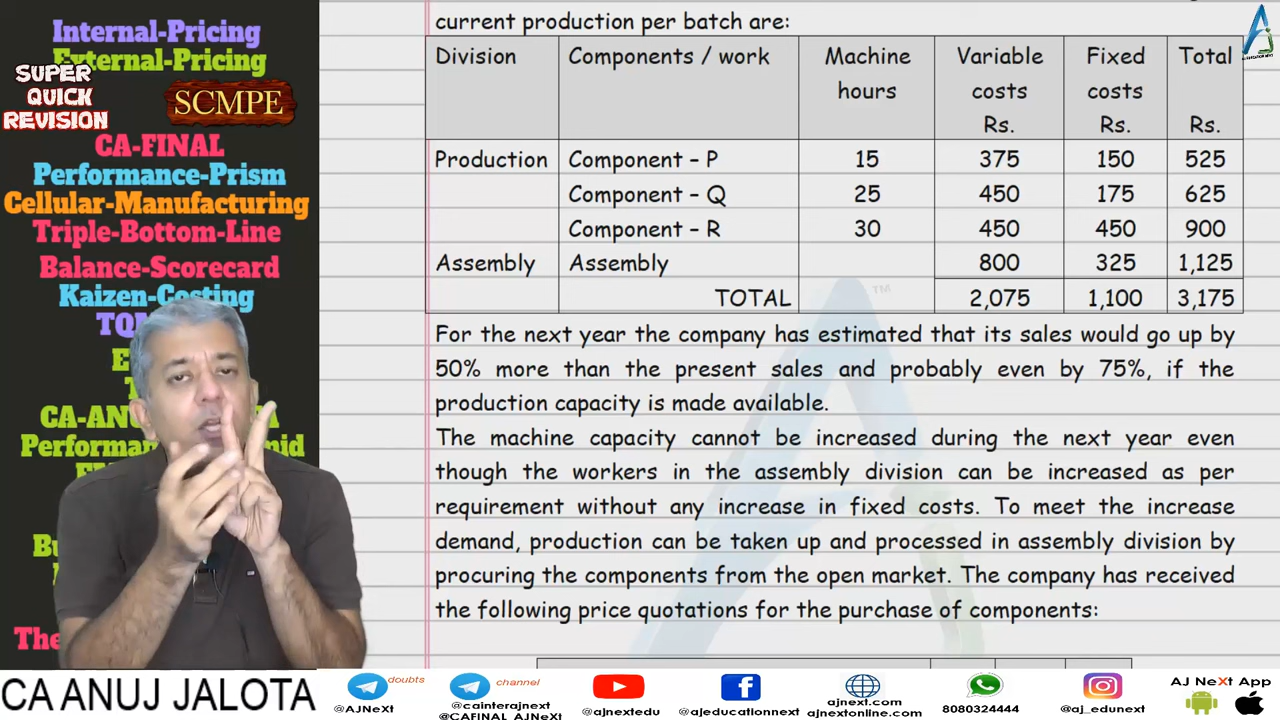 Internal-Pricing
External-Pricing
SUPER
QUICK
REVISION
SCMPE
CA-FINAL
Performance-Prism
Cellular-Manufacturing
Triple-Bottom-Line
Balance-Scorecard
Kaizen-Costing
current production per batch are:
Division Components / work Machine hours Variable costs Rs. Fixed costs Rs. Total Rs.
Production Component – P 15 375 150 525
Component – Q 25 450 175 625
Component – R 30 450 450 900
Assembly Assembly 800 325 1,125
TOTAL 2,075 1,100 3,175
For the next year the company has estimated that its sales would go up by
50% more than the present sales and probably even by 75%, if the
production capacity is made available.
The machine capacity cannot be increased during the next year even
though the workers in the assembly division can be increased as per
requirement without any increase in fixed costs. To meet the increase
demand, production can be taken up and processed in assembly division by
procuring the components from the open market. The company has received
the following price quotations for the purchase of components:
TM
CA ANUJ JALOTA
doubts
@AJNeXt
channel
@cainterajnext
@CAFINAL_AJNeXt
@ajnextedu
@ajeducationnext
ajnext.com
ajnextonline.com
8080324444
@aj_edunext
AJ NeXt App